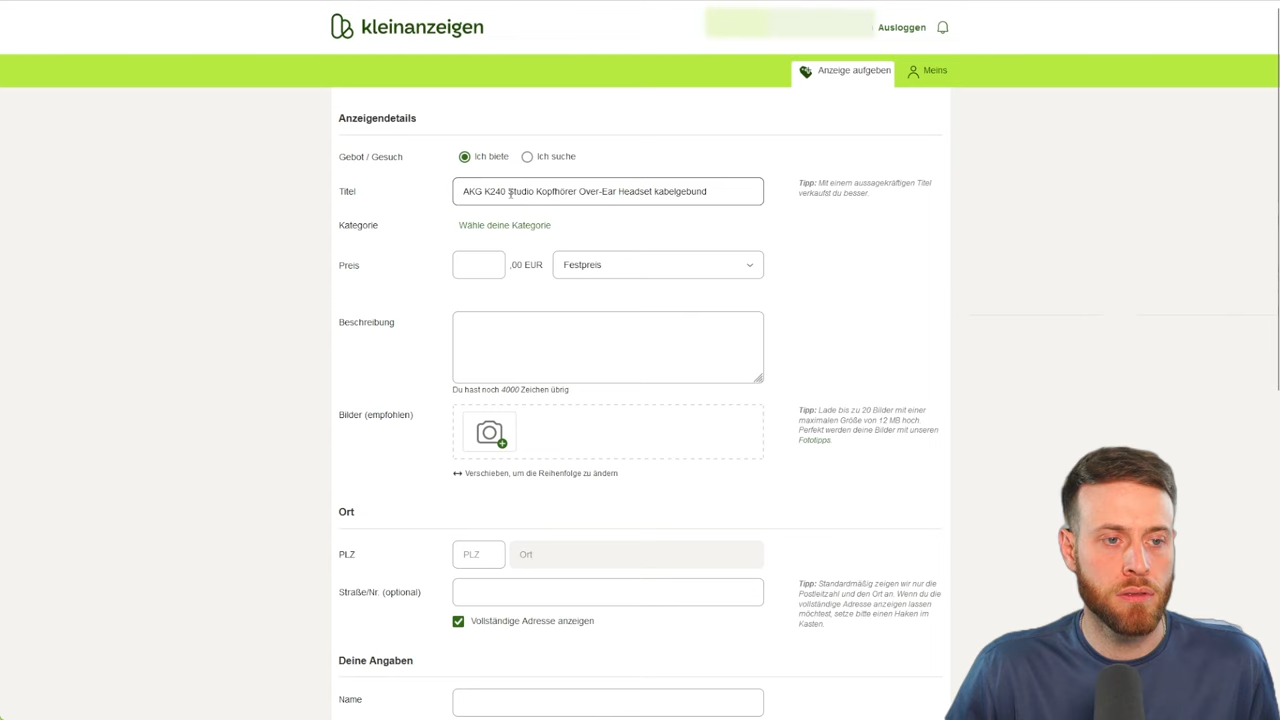 kleinanzeigen
Ausloggen
Anzeige aufgeben
Meins
Anzeigendetails
Gebot / Gesuch
Ich biete
Ich suche
Titel
AKG K240 Studio Kopfhörer Over-Ear Headset kabelgebund
Tipp: Mit einem aussagekräftigen Titel
verkaufst du besser.
Kategorie
Wähle deine Kategorie
Preis
,00 EUR
Festpreis
Beschreibung
Du hast noch 4000 Zeichen übrig
Bilder (empfohlen)
Tipp: Lade bis zu 20 Bilder mit einer
maximalen Größe von 12 MB hoch.
Perfekt werden deine Bilder mit unseren
Fototipps.
Verschieben, um die Reihenfolge zu ändern
Ort
PLZ
PLZ
Ort
Straße/Nr. (optional)
Tipp: Standardmäßig zeigen wir nur die
Postleitzahl und den Ort an. Wenn du die
vollständige Adresse anzeigen lassen
möchtest, setze bitte einen Haken im
Kasten.
Vollständige Adresse anzeigen
Deine Angaben
Name